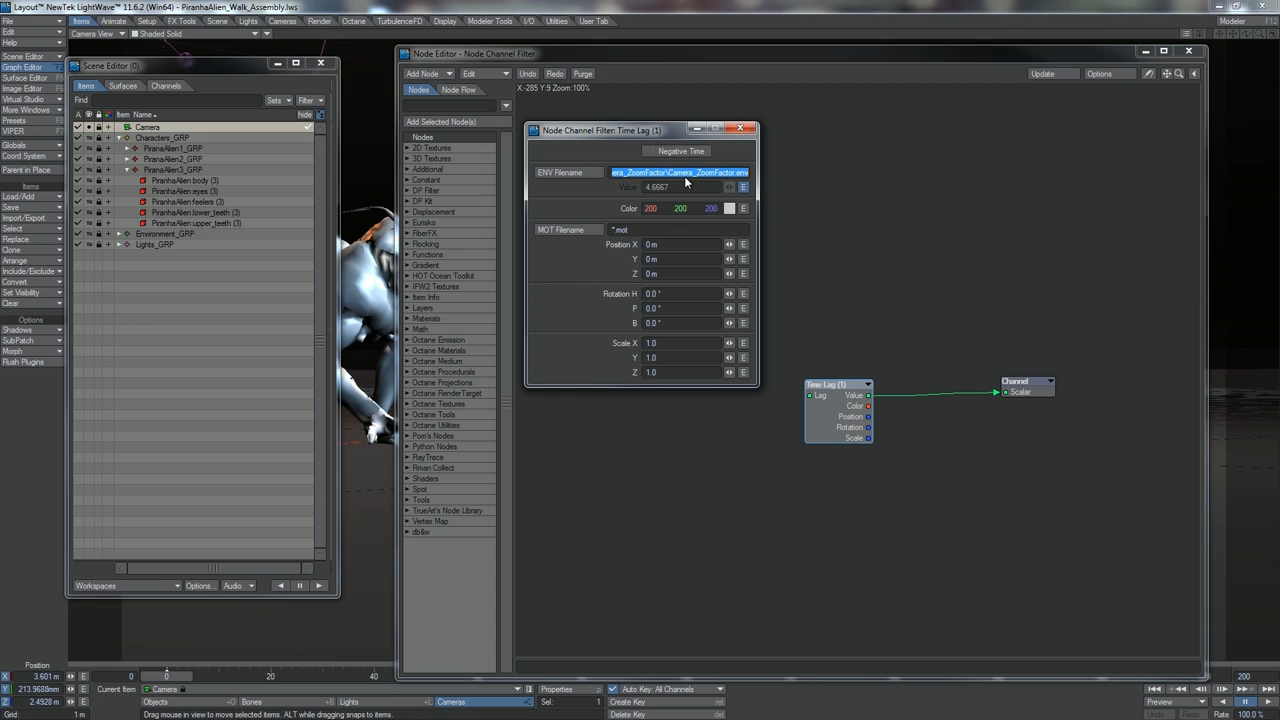 Layout™ NewTek LightWave™ 11.6.2 (Win64) - PiranhaAlien_Walk_Assembly.lws
File
Items
Animate
Setup
FX Tools
Scene
Lights
Cameras
Render
Octane
TurbulenceFD
Display
Modeler Tools
I/O
Utilities
User Tab
Modeler
F12
Edit
Help
Camera View
Shaded Solid
Scene Editor
Graph Editor
F2
Surface Editor
F5
Image Editor
F6
Virtual Studio
More Windows
Presets
F8
VIPER
F7
Globals
Coord System
Parent in Place
Items
Load/Add
Save
Replace
Clone
Arrange
Include/Exclude
Convert
Set Visibility
Clear
Options
Shadows
SubPatch
Morph
Flush Plugins
Scene Editor (0)
Items
Surfaces
Channels
Find
Sets
Filter
A
Item
Name
hide
Camera
Characters_GRP
PiranaAlien1_GRP
PiranaAlien2_GRP
PiranaAlien3_GRP
PiranhaAlien:body (3)
PiranhaAlien:eyes (3)
PiranhaAlien:feelers (3)
PiranhaAlien:lower_teeth (3)
PiranhaAlien:upper_teeth (3)
Environment_GRP
Lights_GRP
Workspaces
Options...
Audio
Node Editor - Node Channel Filter
Add Node
Edit
Undo
Redo
Purge
Update
Options
Nodes
Node Flow
X:-285 Y:9 Zoom:100%
Add Selected Node(s)
Nodes
2D Textures
3D Textures
Additional
Constant
DP Filter
DP Kit
Displacement
Eurisko
FiberFX
Flocking
Functions
Gradient
HOT Ocean Toolkit
IFW2 Textures
Item Info
Layers
Materials
Math
Octane Emission
Octane Materials
Octane Medium
Octane Procedurals
Octane Projections
Octane RenderTarget
Octane Textures
Octane Tools
Octane Utilities
Pom's Nodes
Python Nodes
RayTrace
Rman Collect
Shaders
Spot
Tools
TrueArt's Node Library
Vertex Map
db&w
Node Channel Filter: Time Lag (1)
Negative Time
ENV Filename
era_ZoomFactor\Camera_ZoomFactor.env
Value
4.6667
E
Color
200
200
200
E
MOT Filename
*.mot
Position X
0 m
E
Y
0 m
E
Z
0 m
E
Rotation H
0.0 °
E
P
0.0 °
E
B
0.0 °
E
Scale X
1.0
E
Y
1.0
E
Z
1.0
E
Time Lag (1)
Lag
Value
Color
Position
Rotation
Scale
Channel
Scalar
Position
X
3.601 m
E
0
0
20
40
200
Y
213.9688mm
E
Current Item
Camera
Properties
p
Auto Key: All Channels
Z
2.4928 m
E
Objects
+O
Bones
+B
Lights
+L
Cameras
+C
Sel:
1
Create Key
ret
Preview
Grid:
1 m
Drag mouse in view to move selected items. ALT while dragging snaps to items.
Delete Key
del
Rate
100.0 %